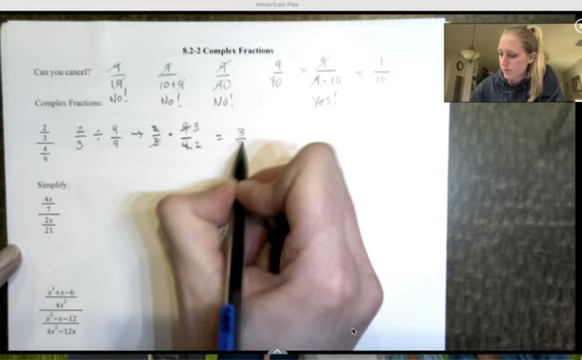 HoverCam Flex
8.2-2 Complex Fractions
Can you cancel? 9/19 9/10+9 9/90 9/90 = 9/9·10 = 1/10
No! No! No! Yes!
Complex Fractions:
2/3 / 4/9 2/3 ÷ 4/9 → 2/3 · 9 3/4 2 = 3/
Simplify:
4x/7
2x/21
x²+x−6
4x²
x²−x−12
4x²−12x